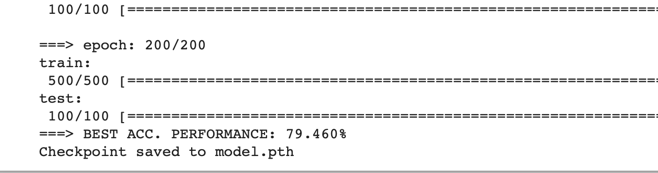 100/100 [============================================================
===> epoch: 200/200
train:
500/500 [============================================================
test:
100/100 [============================================================
===> BEST ACC. PERFORMANCE: 79.460%
Checkpoint saved to model.pth